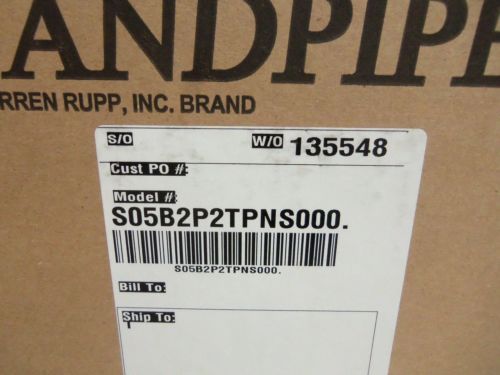 ANDPIPE
RREN RUPP, INC. BRAND
S/O W/O 135548
Cust PO #:
Model #:
S05B2P2TPNS000.
S05B2P2TPNS000.
Bill To:
Ship To: